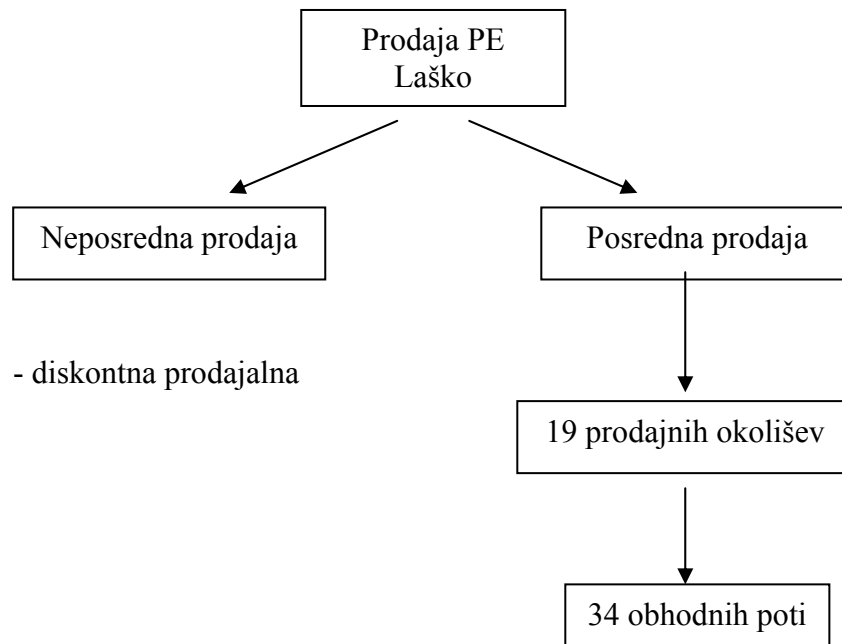 Prodaja PE
Laško
Neposredna prodaja
Posredna prodaja
- diskontna prodajalna
19 prodajnih okolišev
34 obhodnih poti